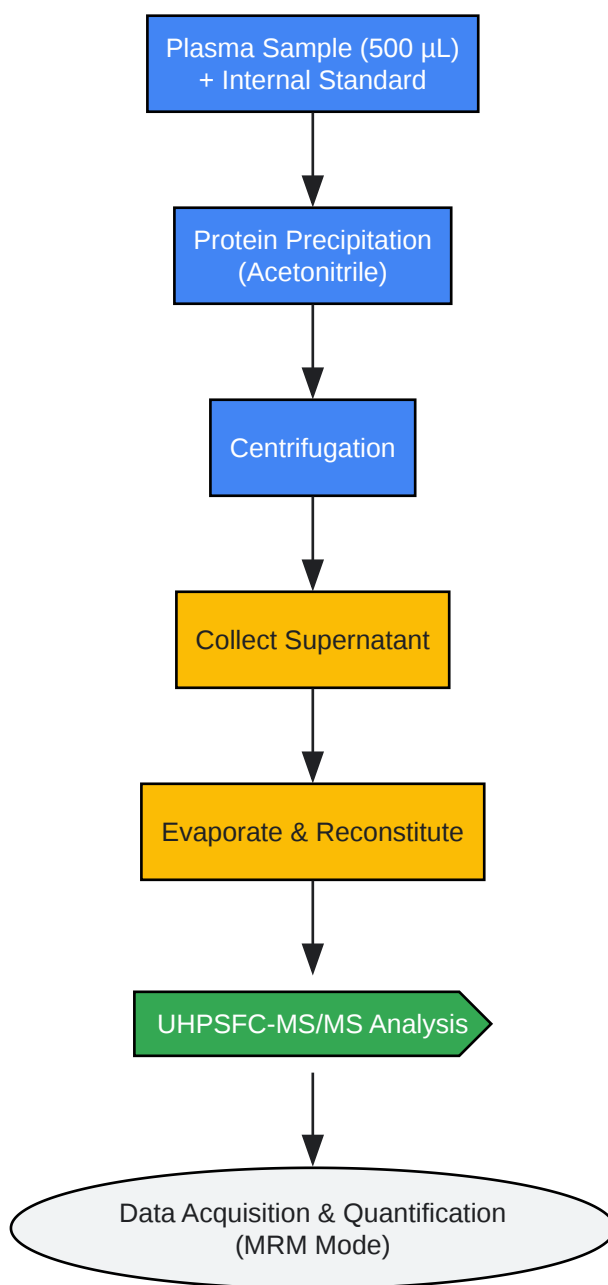 Plasma Sample (500 µL)
+ Internal Standard
Protein Precipitation
(Acetonitrile)
Centrifugation
Collect Supernatant
Evaporate & Reconstitute
UHPSFC-MS/MS Analysis
Data Acquisition & Quantification
(MRM Mode)